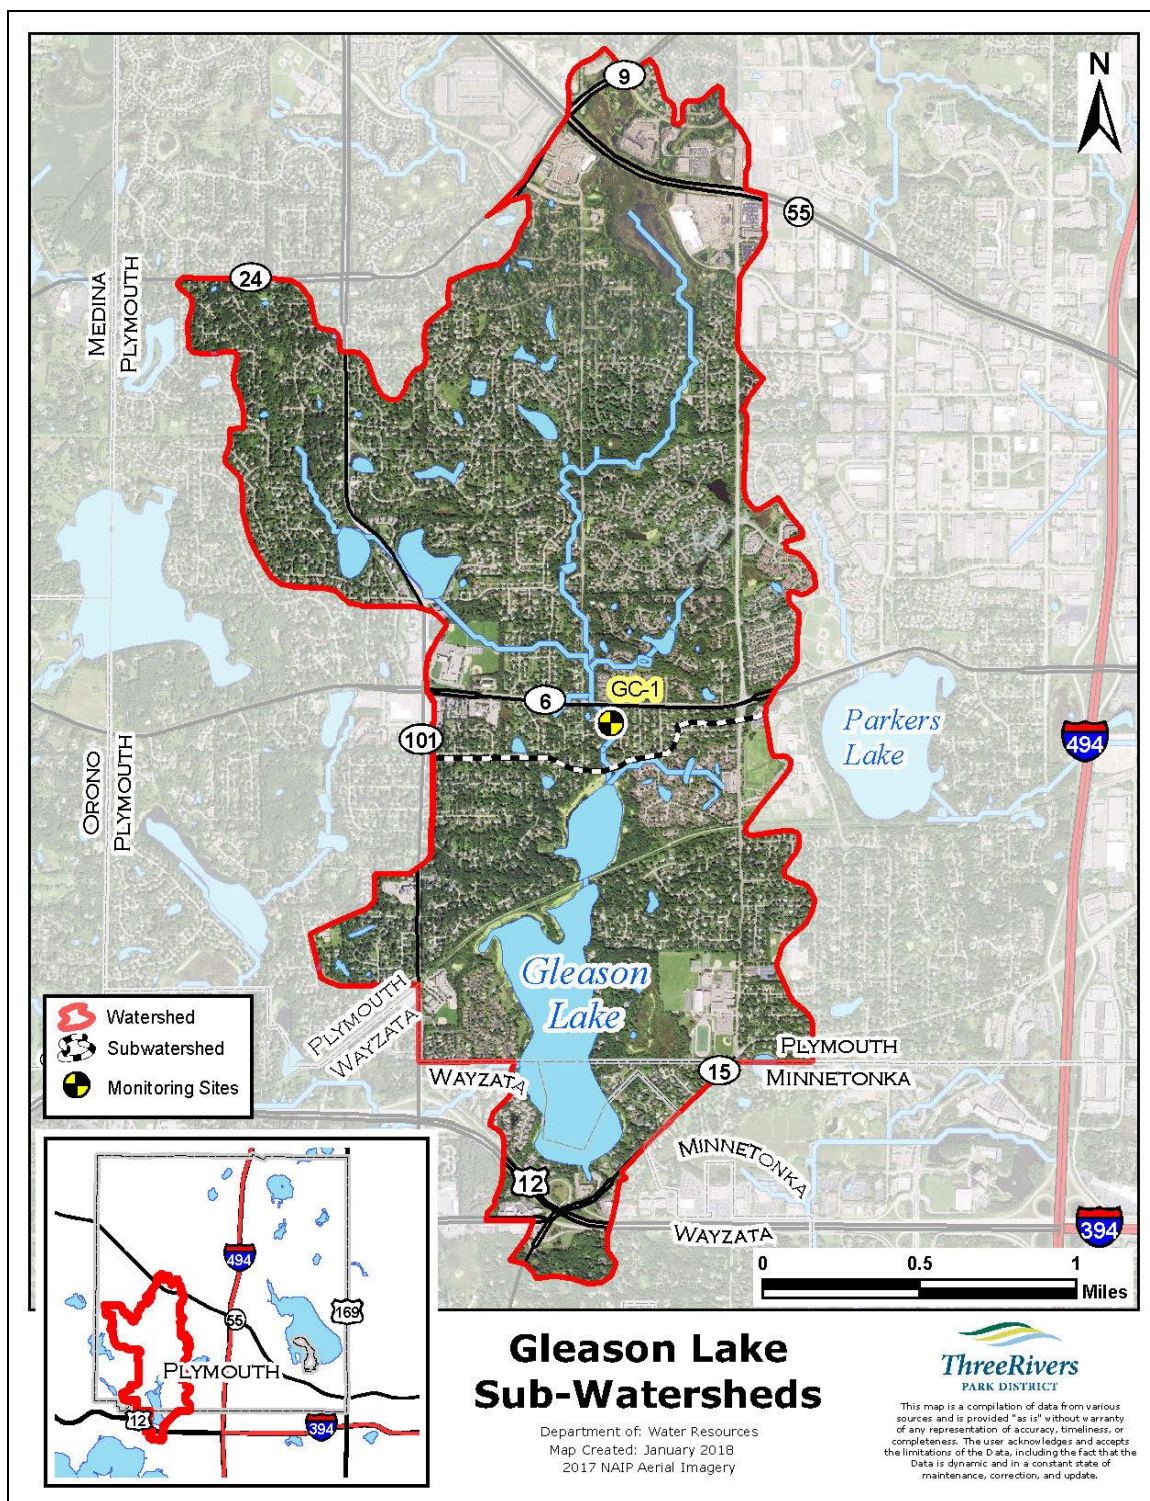 N
9
55
24
MEDINA
PLYMOUTH
GC-1
6
101
Parkers
Lake
494
ORONO
PLYMOUTH
Gleason
Lake
PLYMOUTH
WAYZATA
Watershed
Subwatershed
Monitoring Sites
WAYZATA
15
PLYMOUTH
MINNETONKA
MINNETONKA
12
WAYZATA
394
0 0.5 1
Miles
494
55
169
PLYMOUTH
12
394
Gleason Lake
Sub-Watersheds
Department of: Water Resources
Map Created: January 2018
2017 NAIP Aerial Imagery
ThreeRivers
PARK DISTRICT
This map is a compilation of data from various
sources and is provided "as is" without warranty
of any representation of accuracy, timeliness, or
completeness. The user acknowledges and accepts
the limitations of the Data, including the fact that the
Data is dynamic and in a constant state of
maintenance, correction, and update.